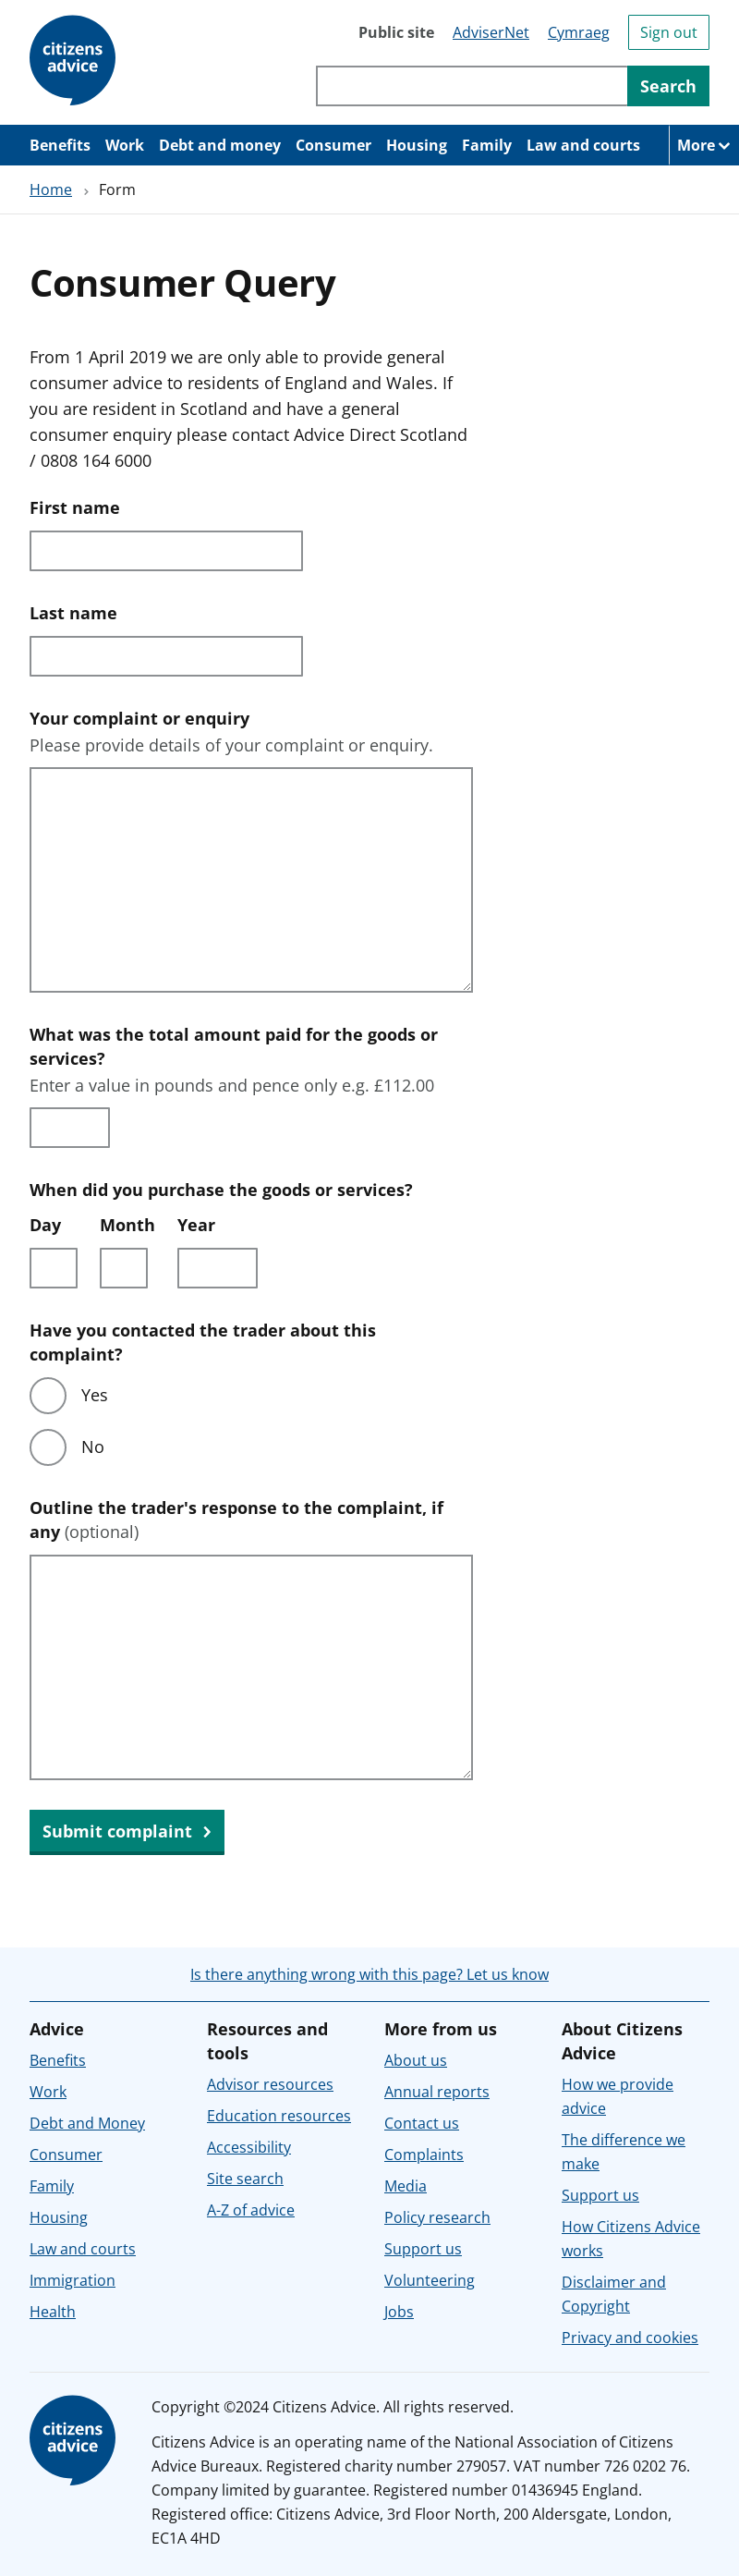 citizens
advice
Public site AdviserNet Cymraeg Sign out
Search
Benefits Work Debt and money Consumer Housing Family Law and courts More
Home › Form
Consumer Query
From 1 April 2019 we are only able to provide general
consumer advice to residents of England and Wales. If
you are resident in Scotland and have a general
consumer enquiry please contact Advice Direct Scotland
/ 0808 164 6000
First name
Last name
Your complaint or enquiry
Please provide details of your complaint or enquiry.
What was the total amount paid for the goods or
services?
Enter a value in pounds and pence only e.g. £112.00
When did you purchase the goods or services?
Day Month Year
Have you contacted the trader about this
complaint?
Yes
No
Outline the trader's response to the complaint, if
any (optional)
Submit complaint
Is there anything wrong with this page? Let us know
Advice
Benefits
Work
Debt and Money
Consumer
Family
Housing
Law and courts
Immigration
Health
Resources and
tools
Advisor resources
Education resources
Accessibility
Site search
A-Z of advice
More from us
About us
Annual reports
Contact us
Complaints
Media
Policy research
Support us
Volunteering
Jobs
About Citizens
Advice
How we provide
advice
The difference we
make
Support us
How Citizens Advice
works
Disclaimer and
Copyright
Privacy and cookies
citizens
advice
Copyright ©2024 Citizens Advice. All rights reserved.
Citizens Advice is an operating name of the National Association of Citizens
Advice Bureaux. Registered charity number 279057. VAT number 726 0202 76.
Company limited by guarantee. Registered number 01436945 England.
Registered office: Citizens Advice, 3rd Floor North, 200 Aldersgate, London,
EC1A 4HD